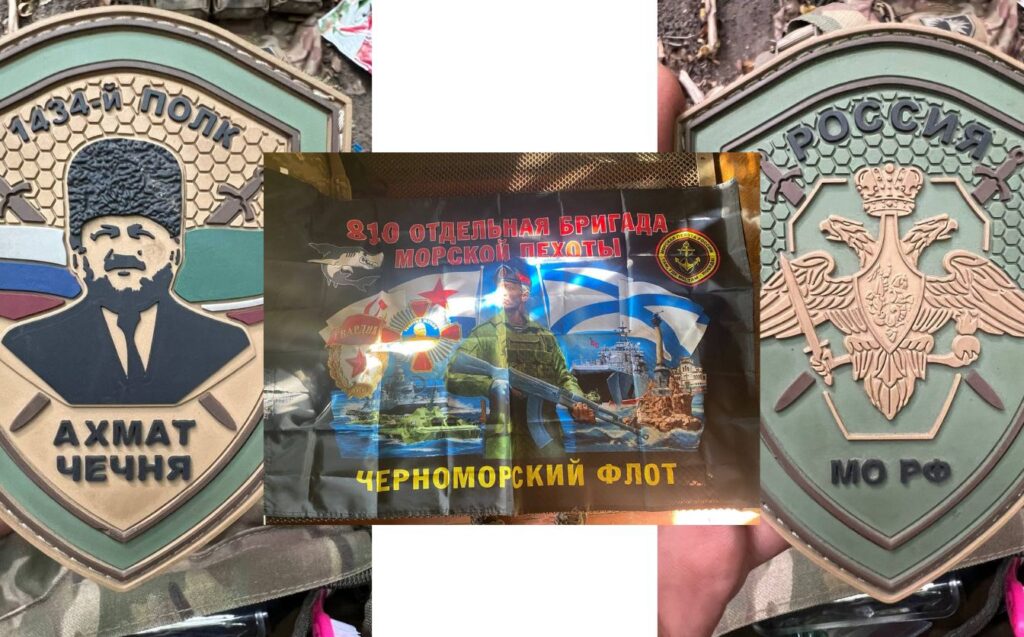 1434-й ПОЛК
АХМАТ
ЧЕЧНЯ
810 ОТДЕЛЬНАЯ БРИГАДА
МОРСКОЙ ПЕХОТЫ
ГВАРДИЯ
ЧЕРНОМОРСКИЙ ФЛОТ
РОССИЯ
МО РФ